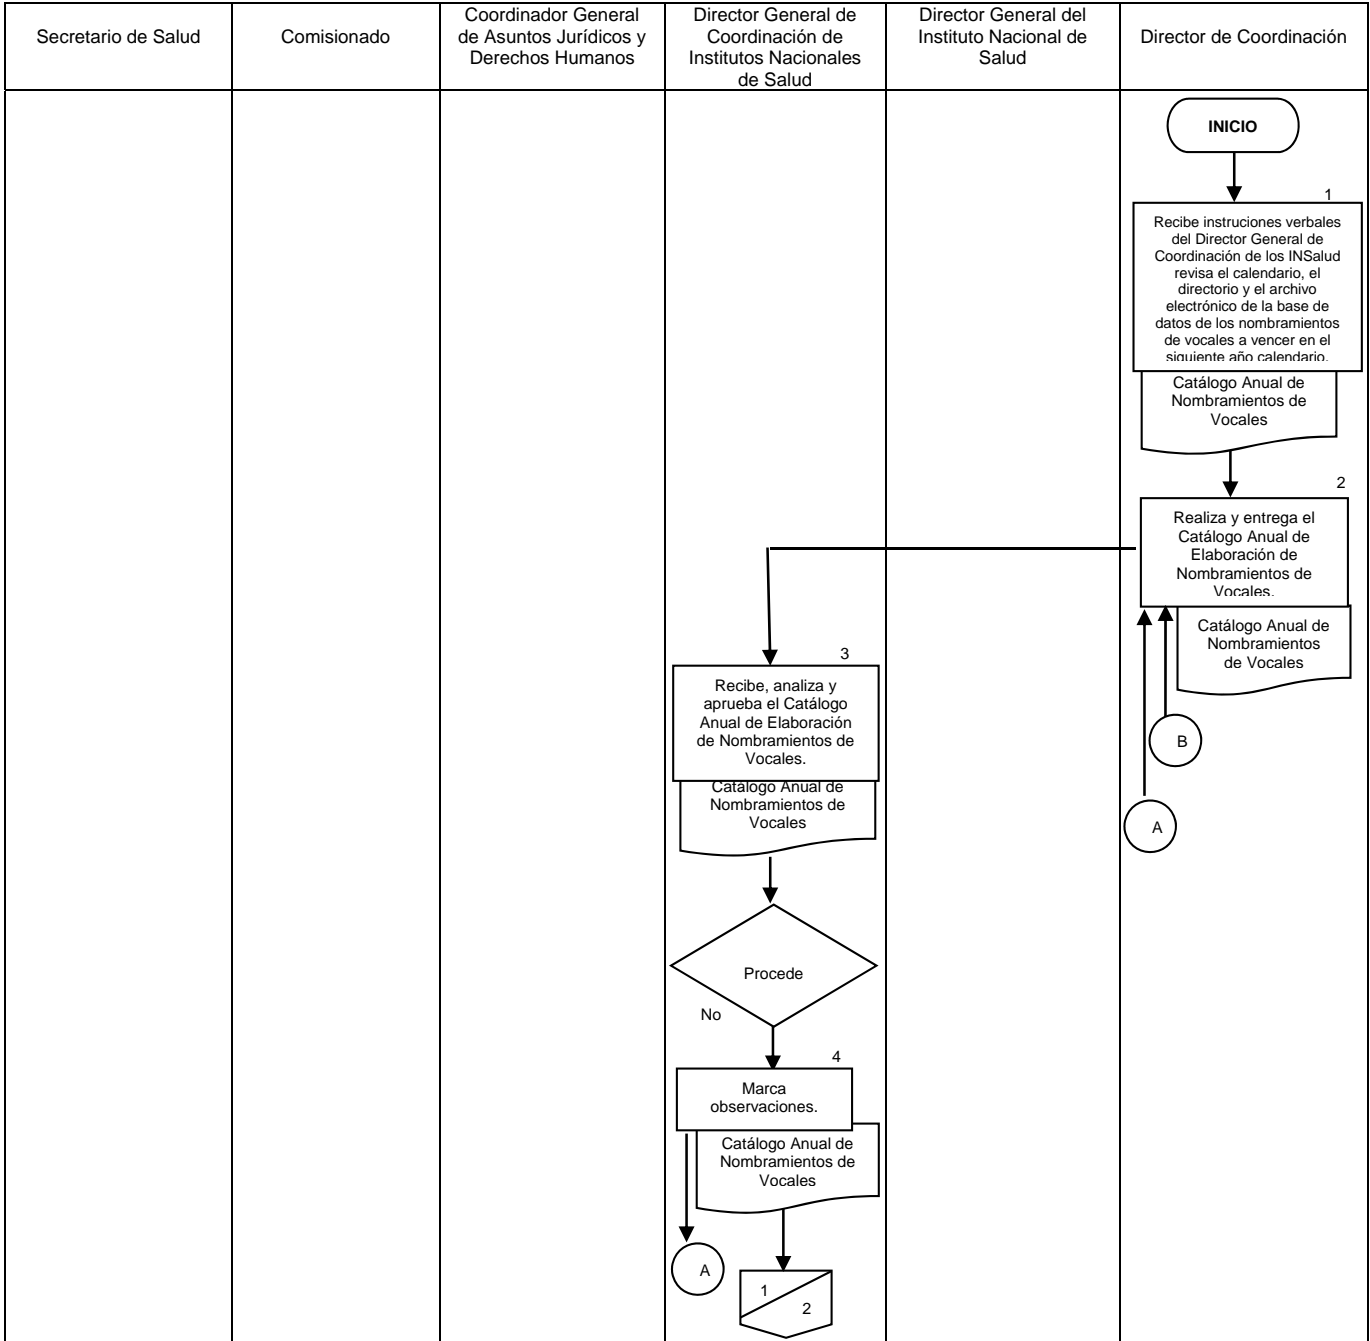 Secretario de Salud
Comisionado
Coordinador General
de Asuntos Jurídicos y
Derechos Humanos
Director General de
Coordinación de
Institutos Nacionales
de Salud
Director General del
Instituto Nacional de
Salud
Director de Coordinación
INICIO
1
Recibe instruciones verbales
del Director General de
Coordinación de los INSalud
revisa el calendario, el
directorio y el archivo
electrónico de la base de
datos de los nombramientos
de vocales a vencer en el
siguiente año calendario.
Catálogo Anual de
Nombramientos de
Vocales
2
Realiza y entrega el
Catálogo Anual de
Elaboración de
Nombramientos de
Vocales.
Catálogo Anual de
Nombramientos
de Vocales
B
A
3
Recibe, analiza y
aprueba el Catálogo
Anual de Elaboración
de Nombramientos de
Vocales.
Catálogo Anual de
Nombramientos de
Vocales
Procede
No
4
Marca
observaciones.
Catálogo Anual de
Nombramientos de
Vocales
A
1
2